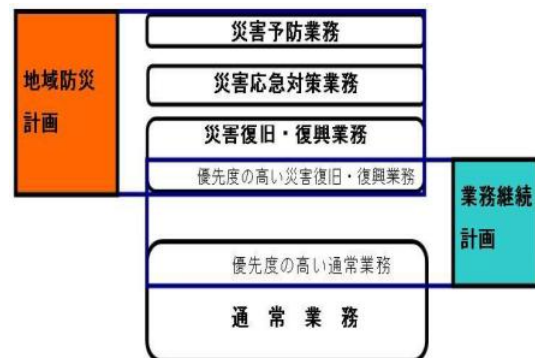 地域防災
計画
災害予防業務
災害応急対策業務
災害復旧・復興業務
優先度の高い災害復旧・復興業務
業務継続
計画
優先度の高い通常業務
通常業務